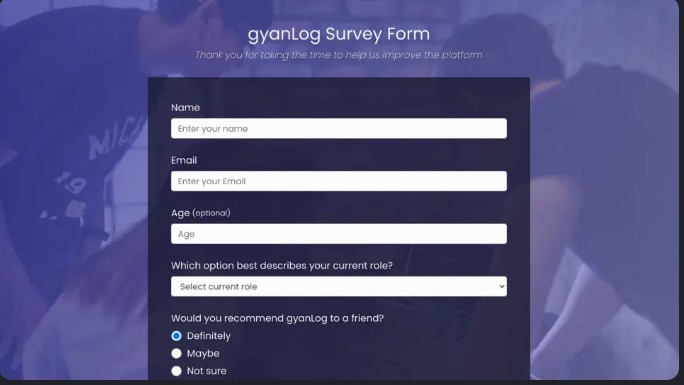 gyanLog Survey Form
Thank you for taking the time to help us improve the platform
Name
Enter your name
Email
Enter your Email
Age (optional)
Age
Which option best describes your current role?
Select current role
Would you recommend gyanLog to a friend?
Definitely
Maybe
Not sure